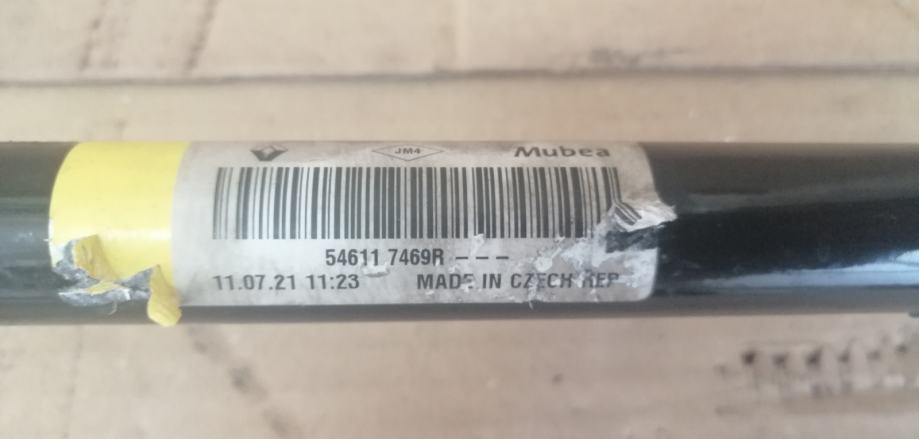 JM4 Mubea
54611 7469R – – –
11.07.21 11:23 MADE IN CZECH REP